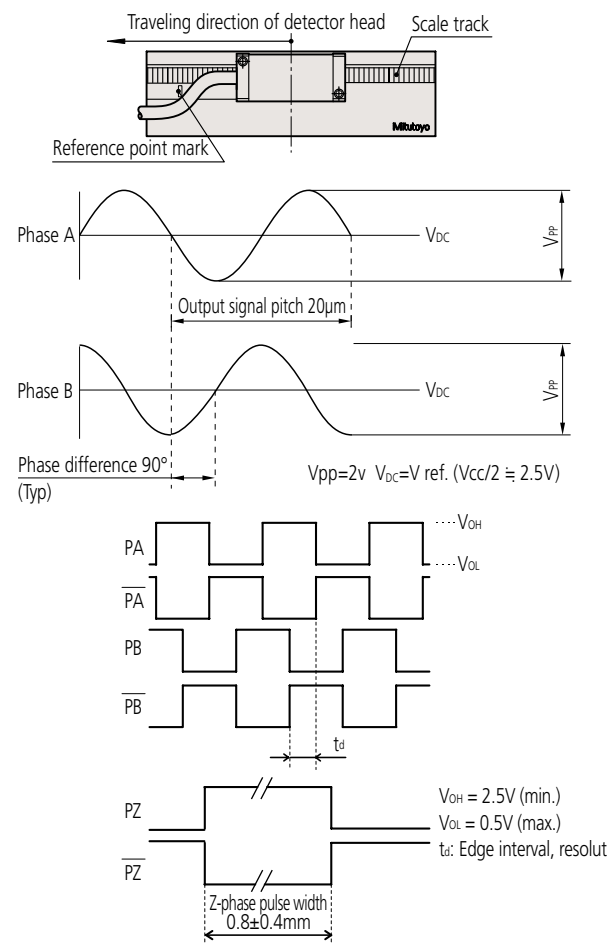 Traveling direction of detector head
Scale track
Mitutoyo
Reference point mark
Phase A
VDC
VPP
Output signal pitch 20μm
Phase B
VDC
VPP
Phase difference 90°
(Typ)
Vpp=2v VDC=V ref. (Vcc/2 ≒ 2.5V)
VOH
PA
VOL
P̅A̅
PB
P̅B̅
td
PZ
VOH = 2.5V (min.)
VOL = 0.5V (max.)
td: Edge interval, resolut
P̅Z̅
Z-phase pulse width
0.8±0.4mm